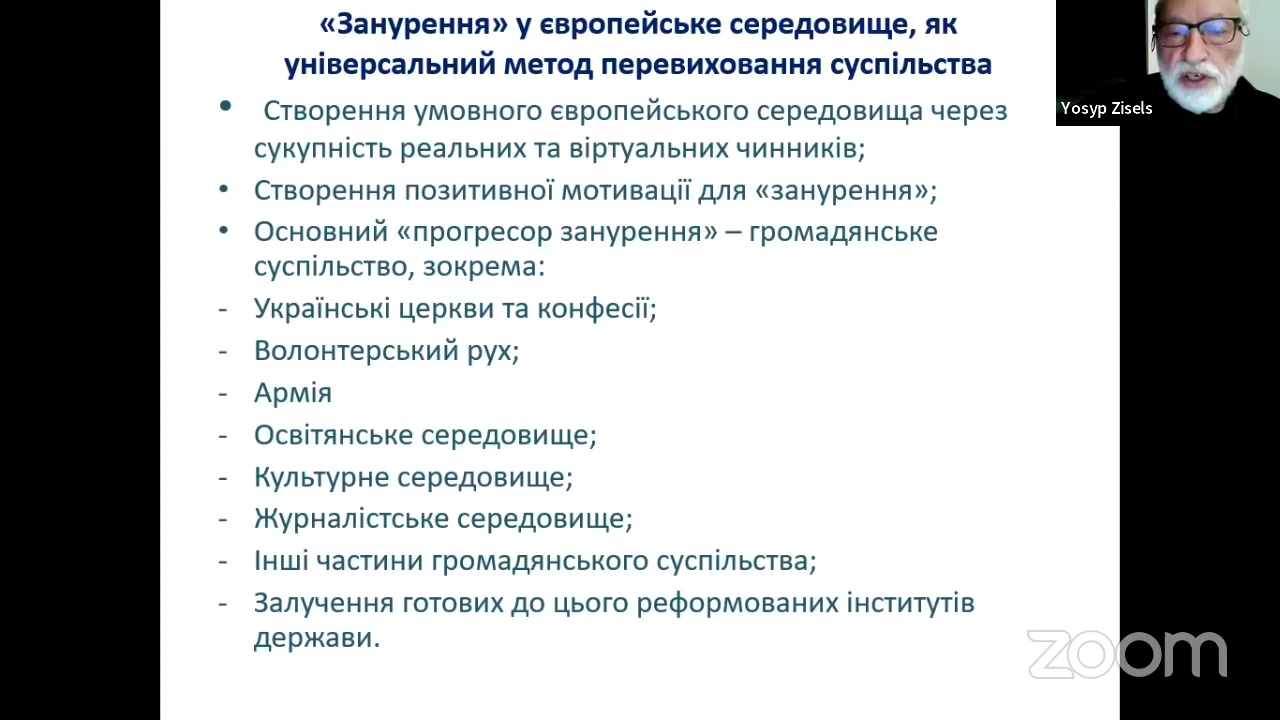 «Занурення» у європейське середовище, як
універсальний метод перевиховання суспільства
• Створення умовного європейського середовища через
сукупність реальних та віртуальних чинників;
• Створення позитивної мотивації для «занурення»;
• Основний «прогресор занурення» – громадянське
суспільство, зокрема:
- Українські церкви та конфесії;
- Волонтерський рух;
- Армія
- Освітянське середовище;
- Культурне середовище;
- Журналістське середовище;
- Інші частини громадянського суспільства;
- Залучення готових до цього реформованих інститутів
держави.
Yosyp Zisels
zoom